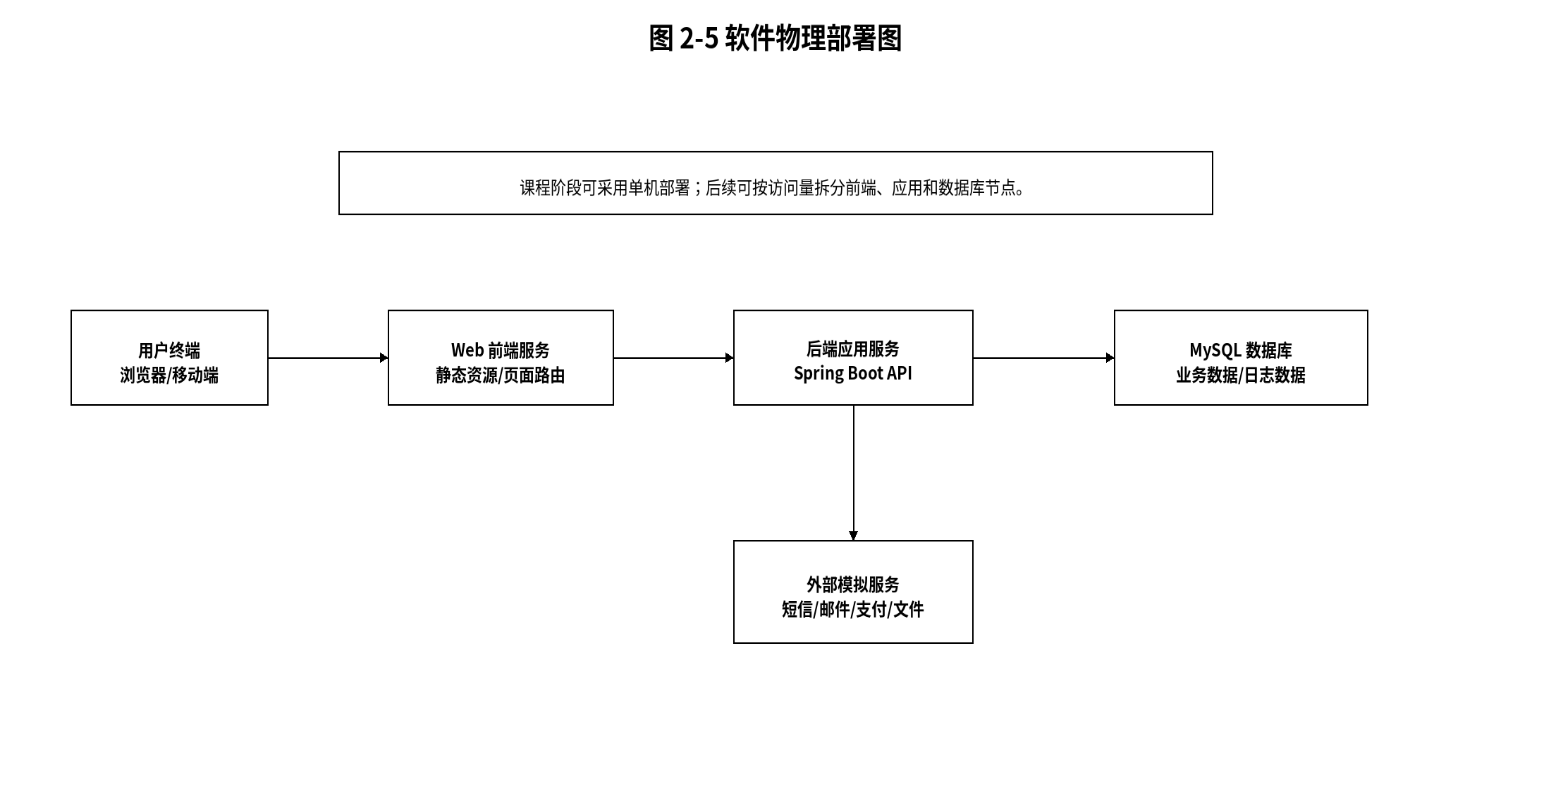 图 2-5 软件物理部署图
课程阶段可采用单机部署；后续可按访问量拆分前端、应用和数据库节点。
用户终端
浏览器/移动端
Web 前端服务
静态资源/页面路由
后端应用服务
Spring Boot API
MySQL 数据库
业务数据/日志数据
外部模拟服务
短信/邮件/支付/文件